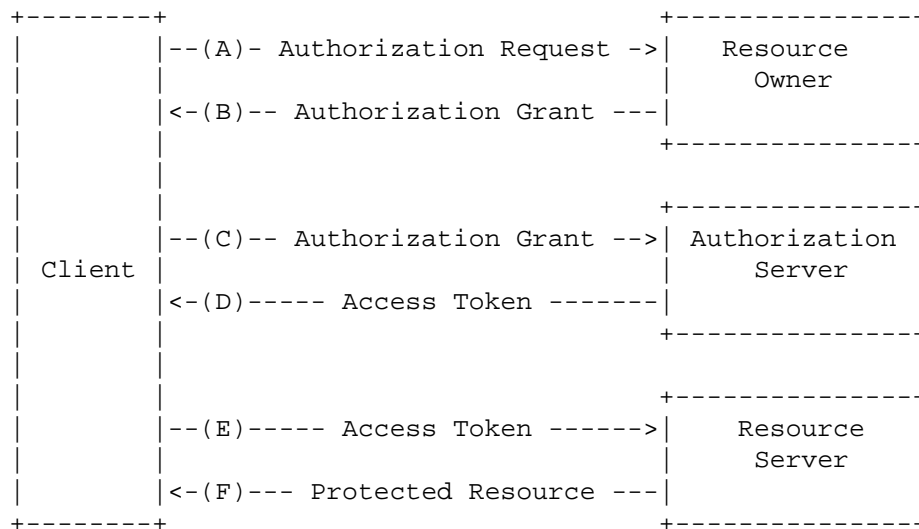 +--------+                               +----------------
|        |--(A)- Authorization Request ->|   Resource
|        |                               |     Owner
|        |<-(B)-- Authorization Grant ---|
|        |                               +----------------
|        |
|        |                               +----------------
|        |--(C)-- Authorization Grant -->| Authorization
| Client |                               |     Server
|        |<-(D)----- Access Token -------|
|        |                               +----------------
|        |
|        |                               +----------------
|        |--(E)----- Access Token ------>|    Resource
|        |                               |     Server
|        |<-(F)--- Protected Resource ---|
+--------+                               +----------------